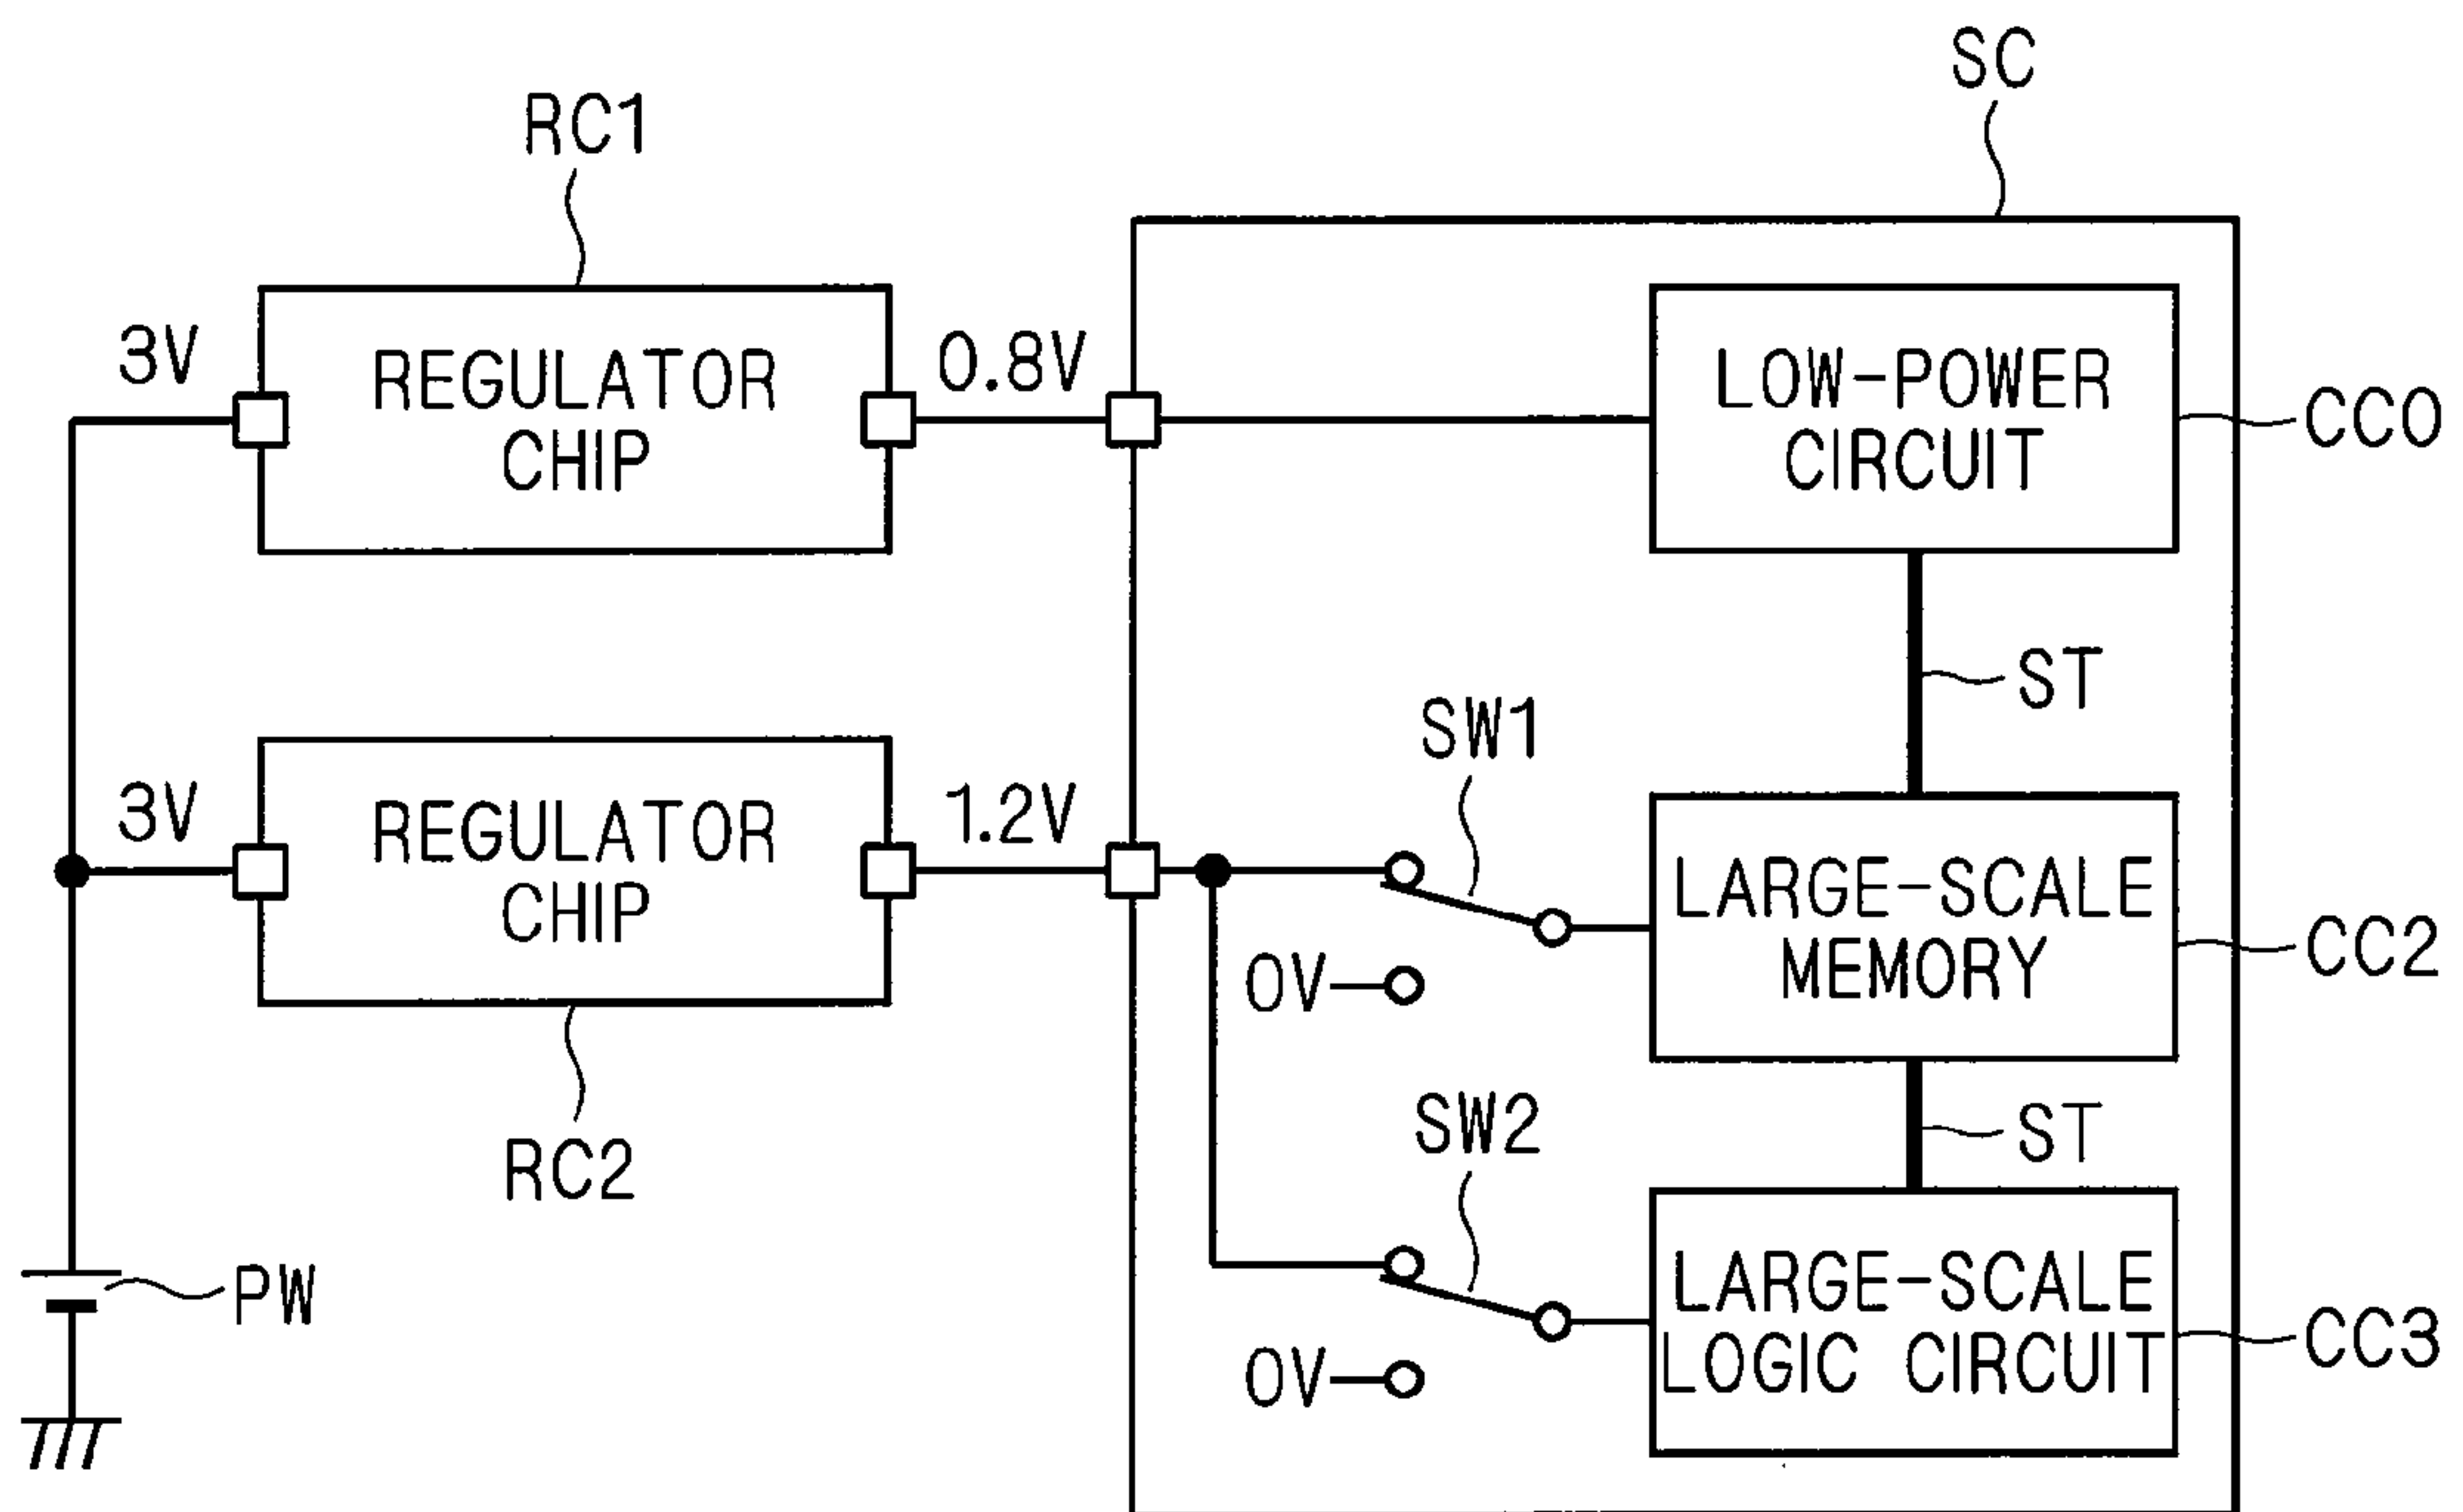 SC
RC1
3V
REGULATOR
CHIP
0.8V
LOW-POWER
CIRCUIT
CC0
ST
SW1
3V
REGULATOR
CHIP
1.2V
LARGE-SCALE
MEMORY
CC2
0V
RC2
SW2
ST
PW
LARGE-SCALE
LOGIC CIRCUIT
CC3
0V